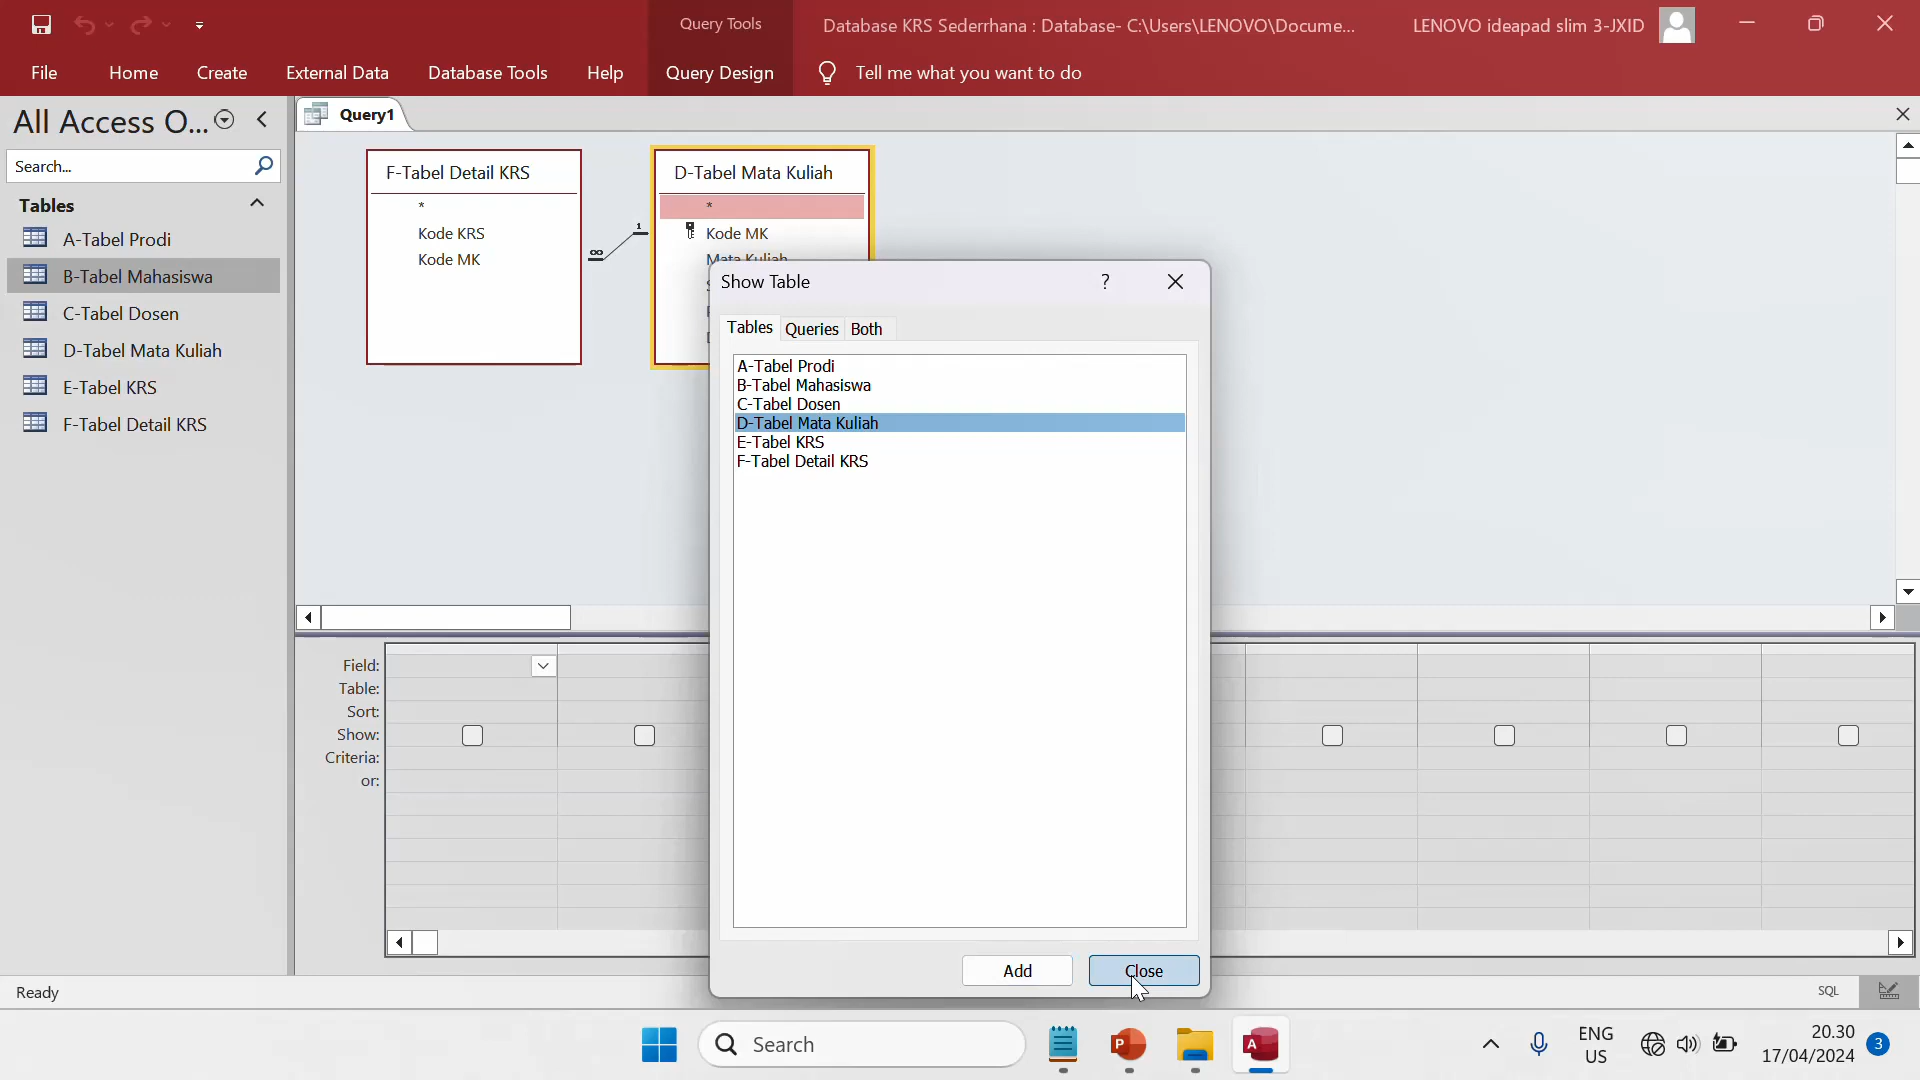 Query Tools
Database KRS Sederrhana : Database- C:\Users\LENOVO\Docume...
LENOVO ideapad slim 3-JXID
File
Home
Create
External Data
Database Tools
Help
Query Design
Tell me what you want to do
All Access O...
Query1
Search...
Tables
A-Tabel Prodi
B-Tabel Mahasiswa
C-Tabel Dosen
D-Tabel Mata Kuliah
E-Tabel KRS
F-Tabel Detail KRS
F-Tabel Detail KRS
*
Kode KRS
Kode MK
∞
1
D-Tabel Mata Kuliah
*
Kode MK
Mata Kuliah
Show Table
?
Tables
Queries
Both
A-Tabel Prodi
B-Tabel Mahasiswa
C-Tabel Dosen
D-Tabel Mata Kuliah
E-Tabel KRS
F-Tabel Detail KRS
Add
Close
Field:
Table:
Sort:
Show:
Criteria:
or:
Ready
SQL
Search
ENG
US
20.30
17/04/2024
3